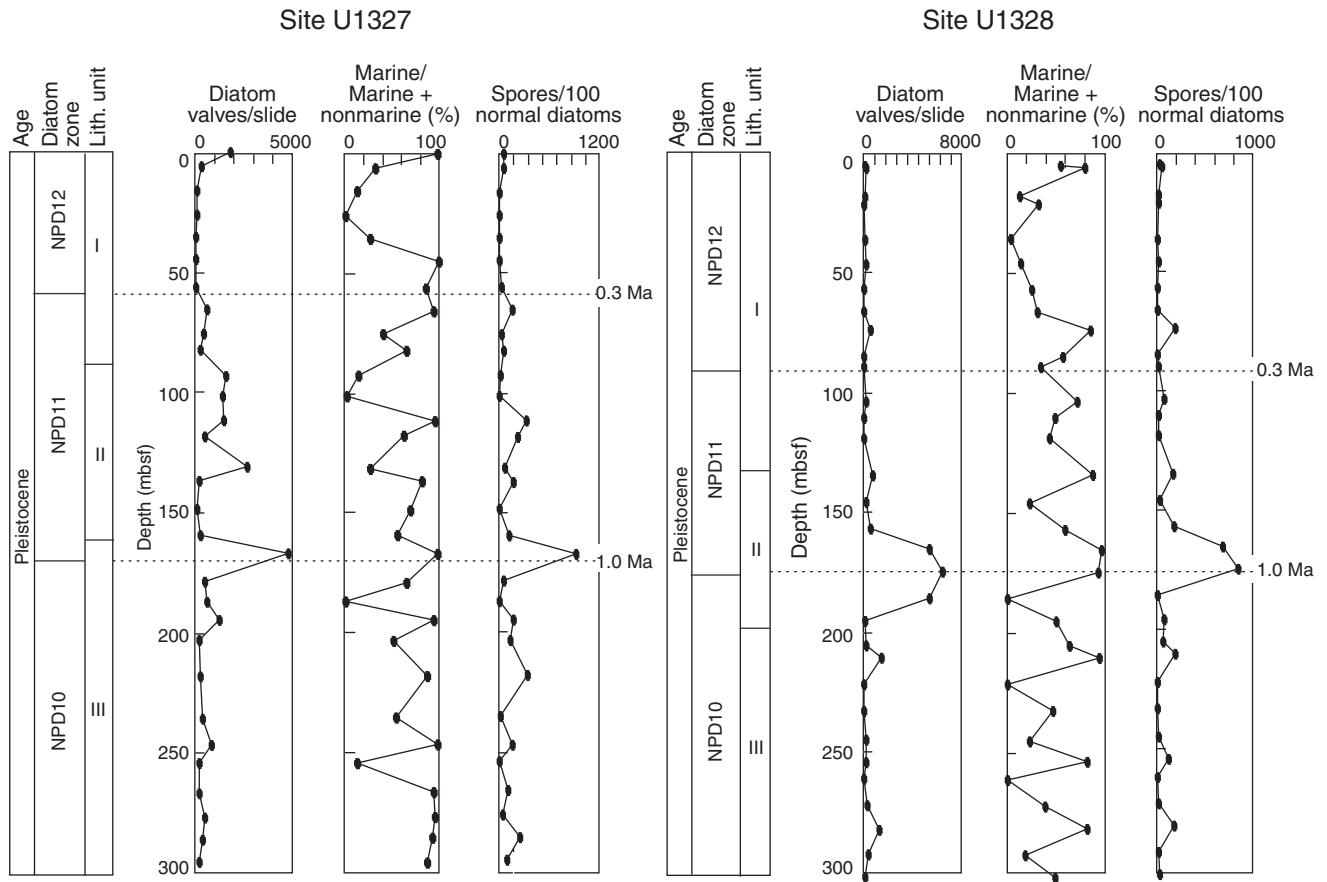 Site U1327
Age
Diatom
zone
Lith. unit
Diatom
valves/slide
0 5000
Marine/
Marine +
nonmarine (%)
0 100
Spores/100
normal diatoms
0 1200
Pleistocene
NPD12
NPD11
NPD10
I
II
III
Depth (mbsf)
0
50
100
150
200
250
300
0.3 Ma
1.0 Ma
Site U1328
Age
Diatom
zone
Lith. unit
Diatom
valves/slide
0 8000
Marine/
Marine +
nonmarine (%)
0 100
Spores/100
normal diatoms
0 1000
Pleistocene
NPD12
NPD11
NPD10
I
II
III
Depth (mbsf)
0
50
100
150
200
250
300
0.3 Ma
1.0 Ma